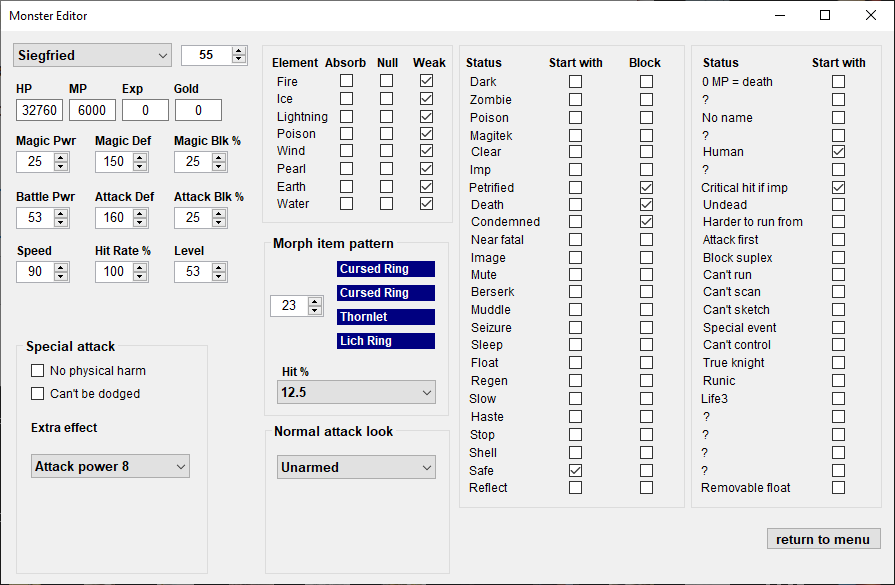 Monster Editor
Siegfried 55
HP MP Exp Gold
32760 6000 0 0
Magic Pwr Magic Def Magic Blk %
25 150 25
Battle Pwr Attack Def Attack Blk %
53 160 25
Speed Hit Rate % Level
90 100 53
Special attack
No physical harm
Can't be dodged
Extra effect
Attack power 8
Element Absorb Null Weak
Fire
Ice
Lightning
Poison
Wind
Pearl
Earth
Water
Morph item pattern
23
Cursed Ring
Cursed Ring
Thornlet
Lich Ring
Hit %
12.5
Normal attack look
Unarmed
Status Start with Block
Dark
Zombie
Poison
Magitek
Clear
Imp
Petrified
Death
Condemned
Near fatal
Image
Mute
Berserk
Muddle
Seizure
Sleep
Float
Regen
Slow
Haste
Stop
Shell
Safe
Reflect
Status Start with
0 MP = death
?
No name
?
Human
?
Critical hit if imp
Undead
Harder to run from
Attack first
Block suplex
Can't run
Can't scan
Can't sketch
Special event
Can't control
True knight
Runic
Life3
?
?
?
?
Removable float
return to menu